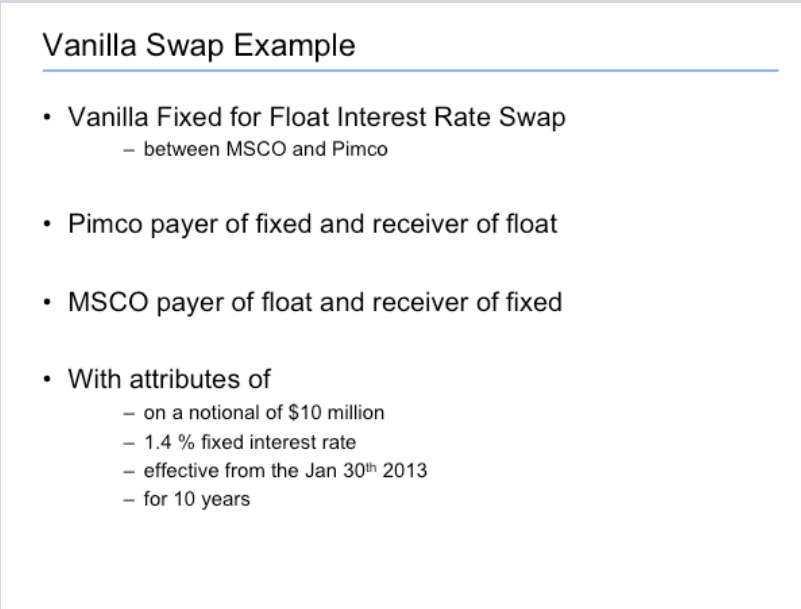 Vanilla Swap Example
• Vanilla Fixed for Float Interest Rate Swap
– between MSCO and Pimco
• Pimco payer of fixed and receiver of float
• MSCO payer of float and receiver of fixed
• With attributes of
– on a notional of $10 million
– 1.4 % fixed interest rate
– effective from the Jan 30th 2013
– for 10 years